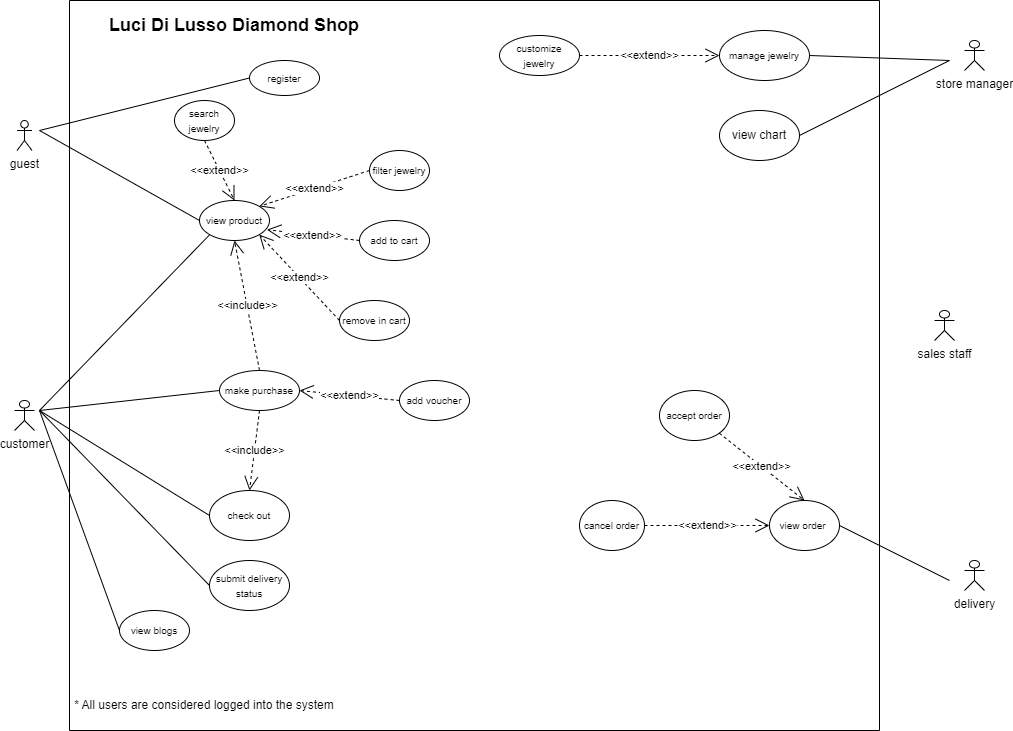 Luci Di Lusso Diamond Shop
customize
jewelry
<<extend>>
manage jewelry
store manager
register
search
jewelry
view chart
guest
<<extend>>
filter jewelry
<<extend>>
view product
<<extend>>
add to cart
<<extend>>
<<include>>
remove in cart
sales staff
make purchase
<<extend>>
add voucher
customer
accept order
<<include>>
<<extend>>
check out
cancel order
<<extend>>
view order
submit delivery
status
delivery
view blogs
* All users are considered logged into the system